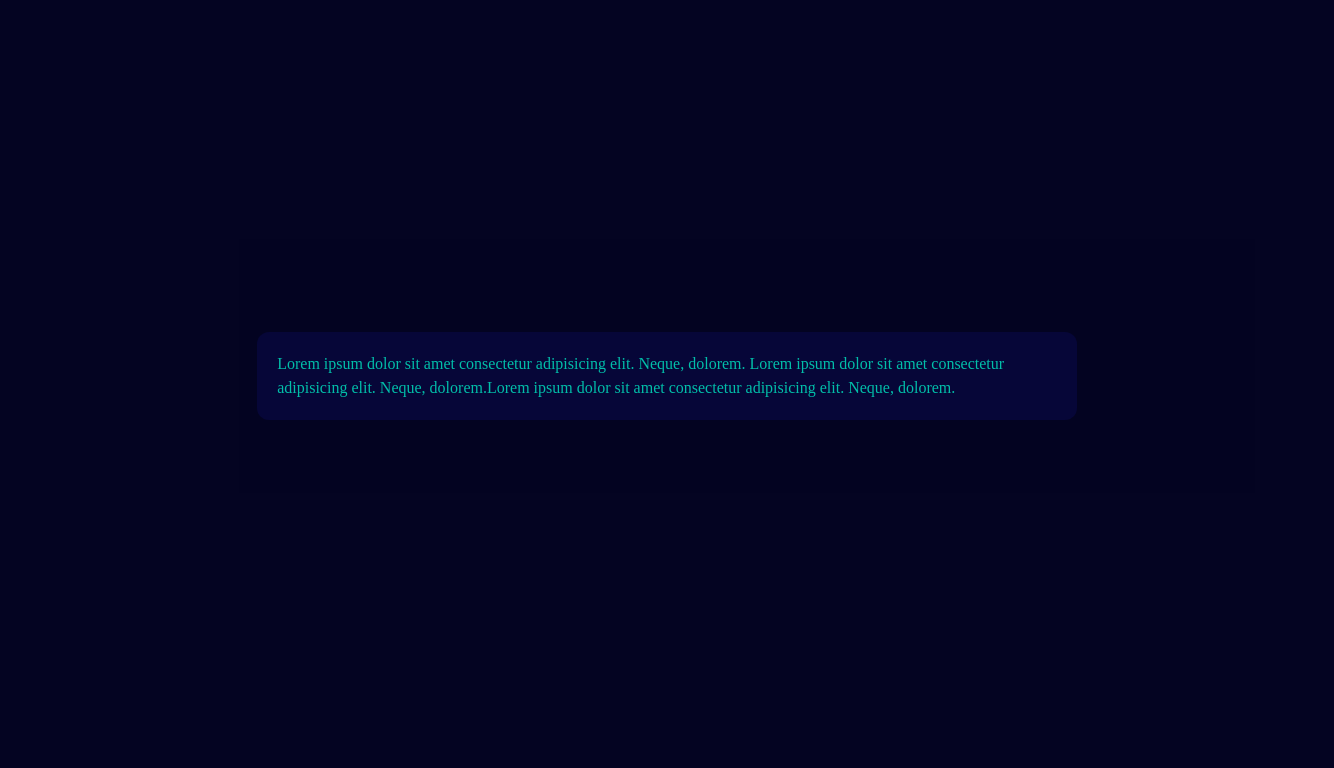 Lorem ipsum dolor sit amet consectetur adipisicing elit. Neque, dolorem. Lorem ipsum dolor sit amet consectetur
adipisicing elit. Neque, dolorem.Lorem ipsum dolor sit amet consectetur adipisicing elit. Neque, dolorem.